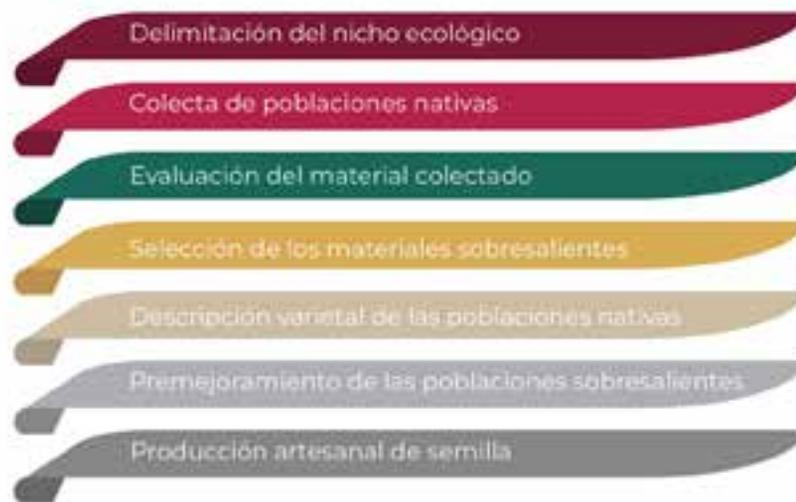 Delimitación del nicho ecológico
Colecta de poblaciones nativas
Evaluación del material colectado
Selección de los materiales sobresalientes
Descripción varietal de las poblaciones nativas
Premejoramiento de las poblaciones sobresalientes
Producción artesanal de semilla